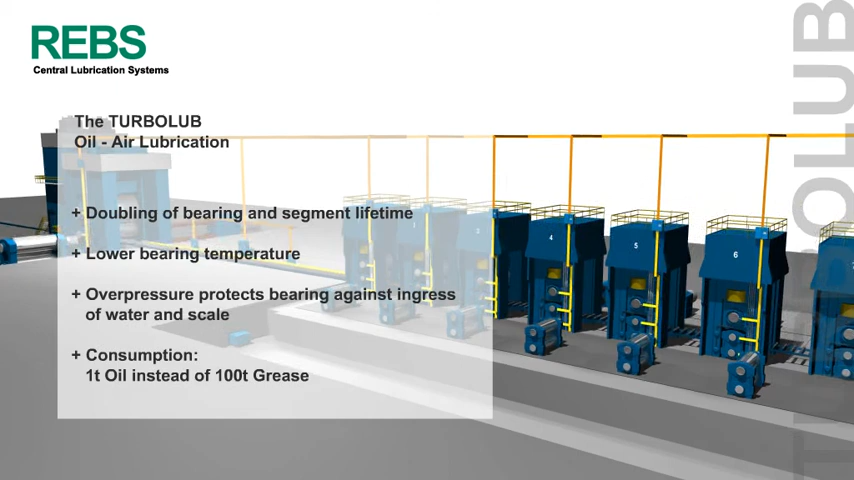 REBS
Central Lubrication Systems
The TURBOLUB
Oil - Air Lubrication
+ Doubling of bearing and segment lifetime
+ Lower bearing temperature
+ Overpressure protects bearing against ingress
of water and scale
+ Consumption:
1t Oil instead of 100t Grease
4
5
6
TURBOLUB